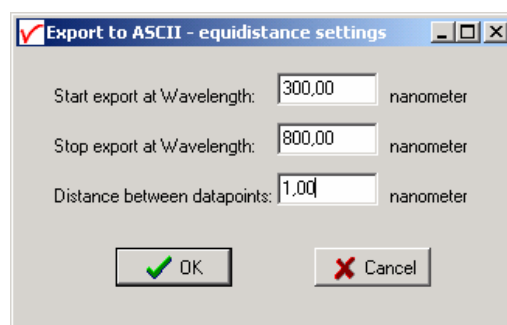 Export to ASCII - equidistance settings
Start export at Wavelength: 300,00 nanometer
Stop export at Wavelength: 800,00 nanometer
Distance between datapoints: 1,00 nanometer
OK Cancel